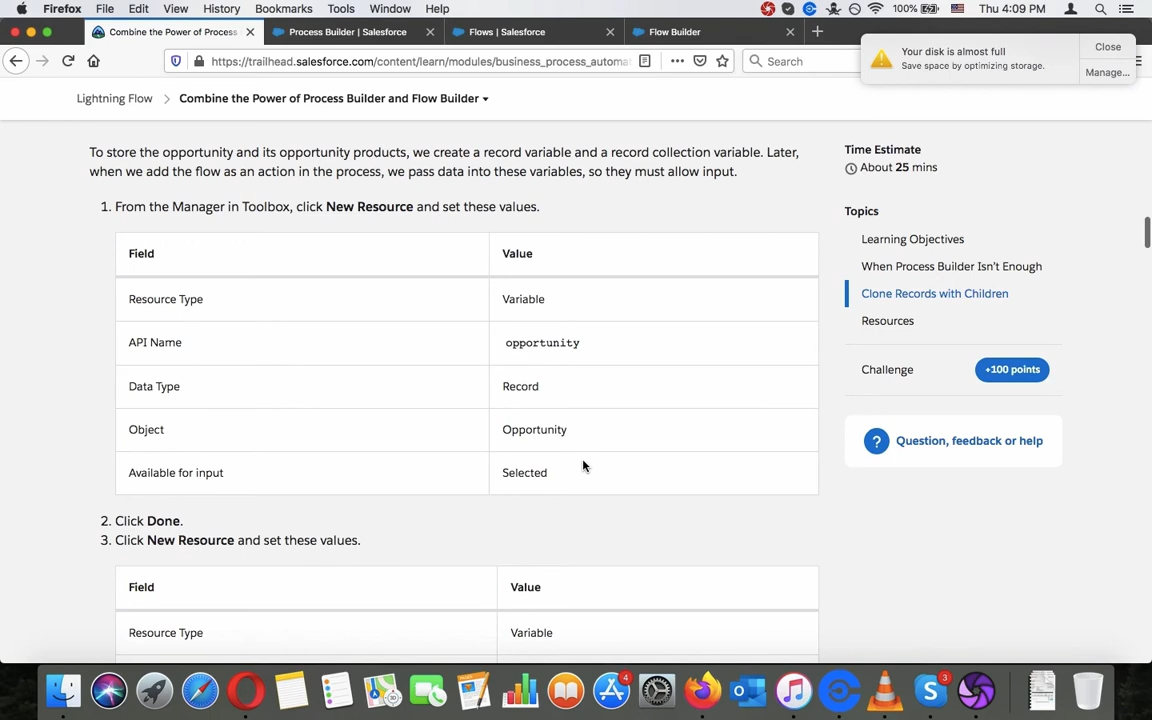 Firefox File Edit View History Bookmarks Tools Window Help 100% Thu 4:09 PM
Combine the Power of Process
Process Builder | Salesforce
Flows | Salesforce
Flow Builder
https://trailhead.salesforce.com/content/learn/modules/business_process_automa
Search
Your disk is almost full
Save space by optimizing storage.
Close
Manage...
Lightning Flow
Combine the Power of Process Builder and Flow Builder
To store the opportunity and its opportunity products, we create a record variable and a record collection variable. Later,
when we add the flow as an action in the process, we pass data into these variables, so they must allow input.
1. From the Manager in Toolbox, click New Resource and set these values.
Field Value
Resource Type Variable
API Name opportunity
Data Type Record
Object Opportunity
Available for input Selected
2. Click Done.
3. Click New Resource and set these values.
Field Value
Resource Type Variable
Time Estimate
About 25 mins
Topics
Learning Objectives
When Process Builder Isn't Enough
Clone Records with Children
Resources
Challenge +100 points
? Question, feedback or help
4
3